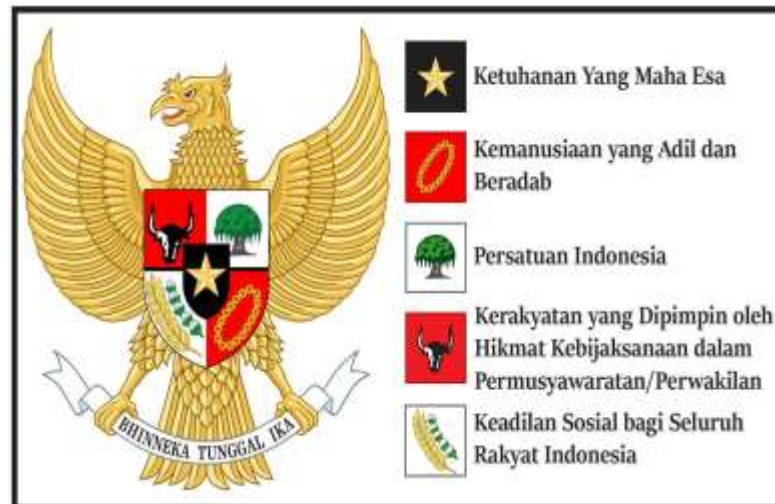 BHINNEKA TUNGGAL IKA
Ketuhanan Yang Maha Esa
Kemanusiaan yang Adil dan
Beradab
Persatuan Indonesia
Kerakyatan yang Dipimpin oleh
Hikmat Kebijaksanaan dalam
Permusyawaratan/Perwakilan
Keadilan Sosial bagi Seluruh
Rakyat Indonesia